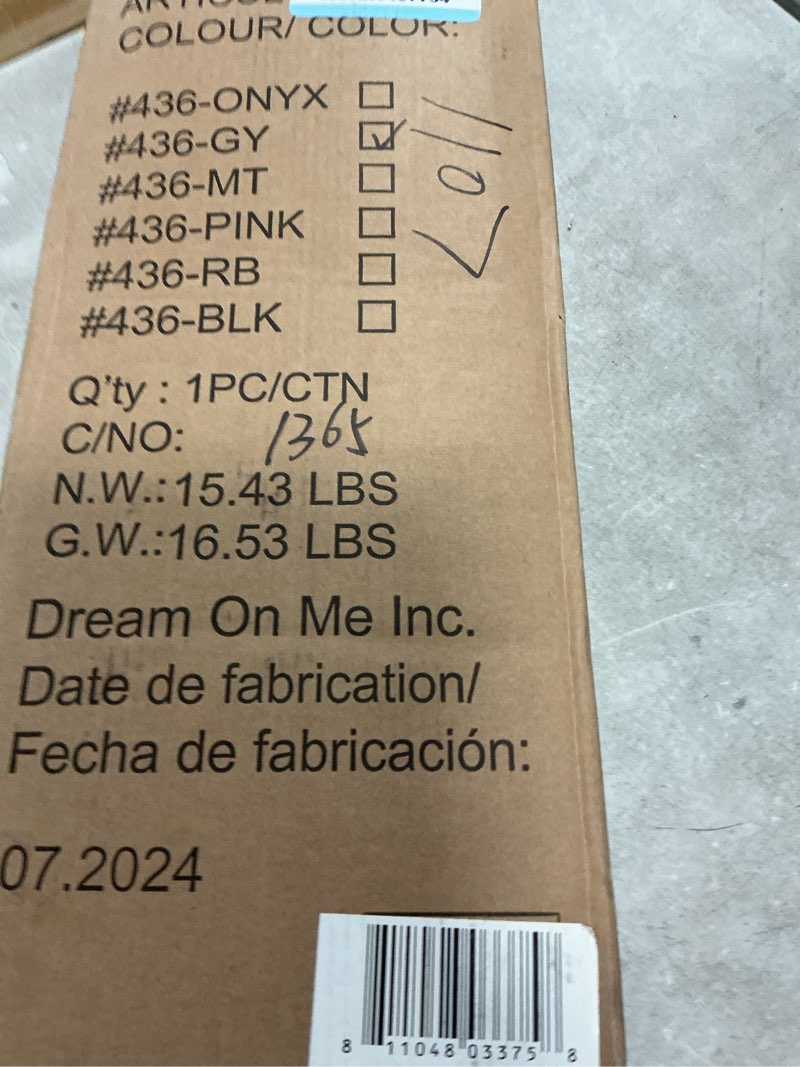 COLOUR/ COLOR:
#436-ONYX
#436-GY
#436-MT
#436-PINK
#436-RB
#436-BLK
Q'ty : 1PC/CTN
C/NO: 1365
N.W.:15.43 LBS
G.W.:16.53 LBS
Dream On Me Inc.
Date de fabrication/
Fecha de fabricación:
07.2024
8 11048 03375 8